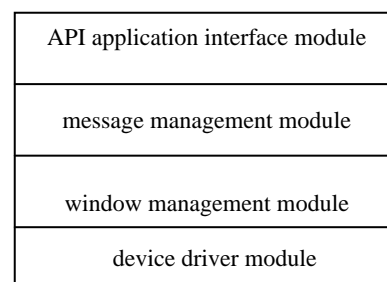 API application interface module
message management module
window management module
device driver module